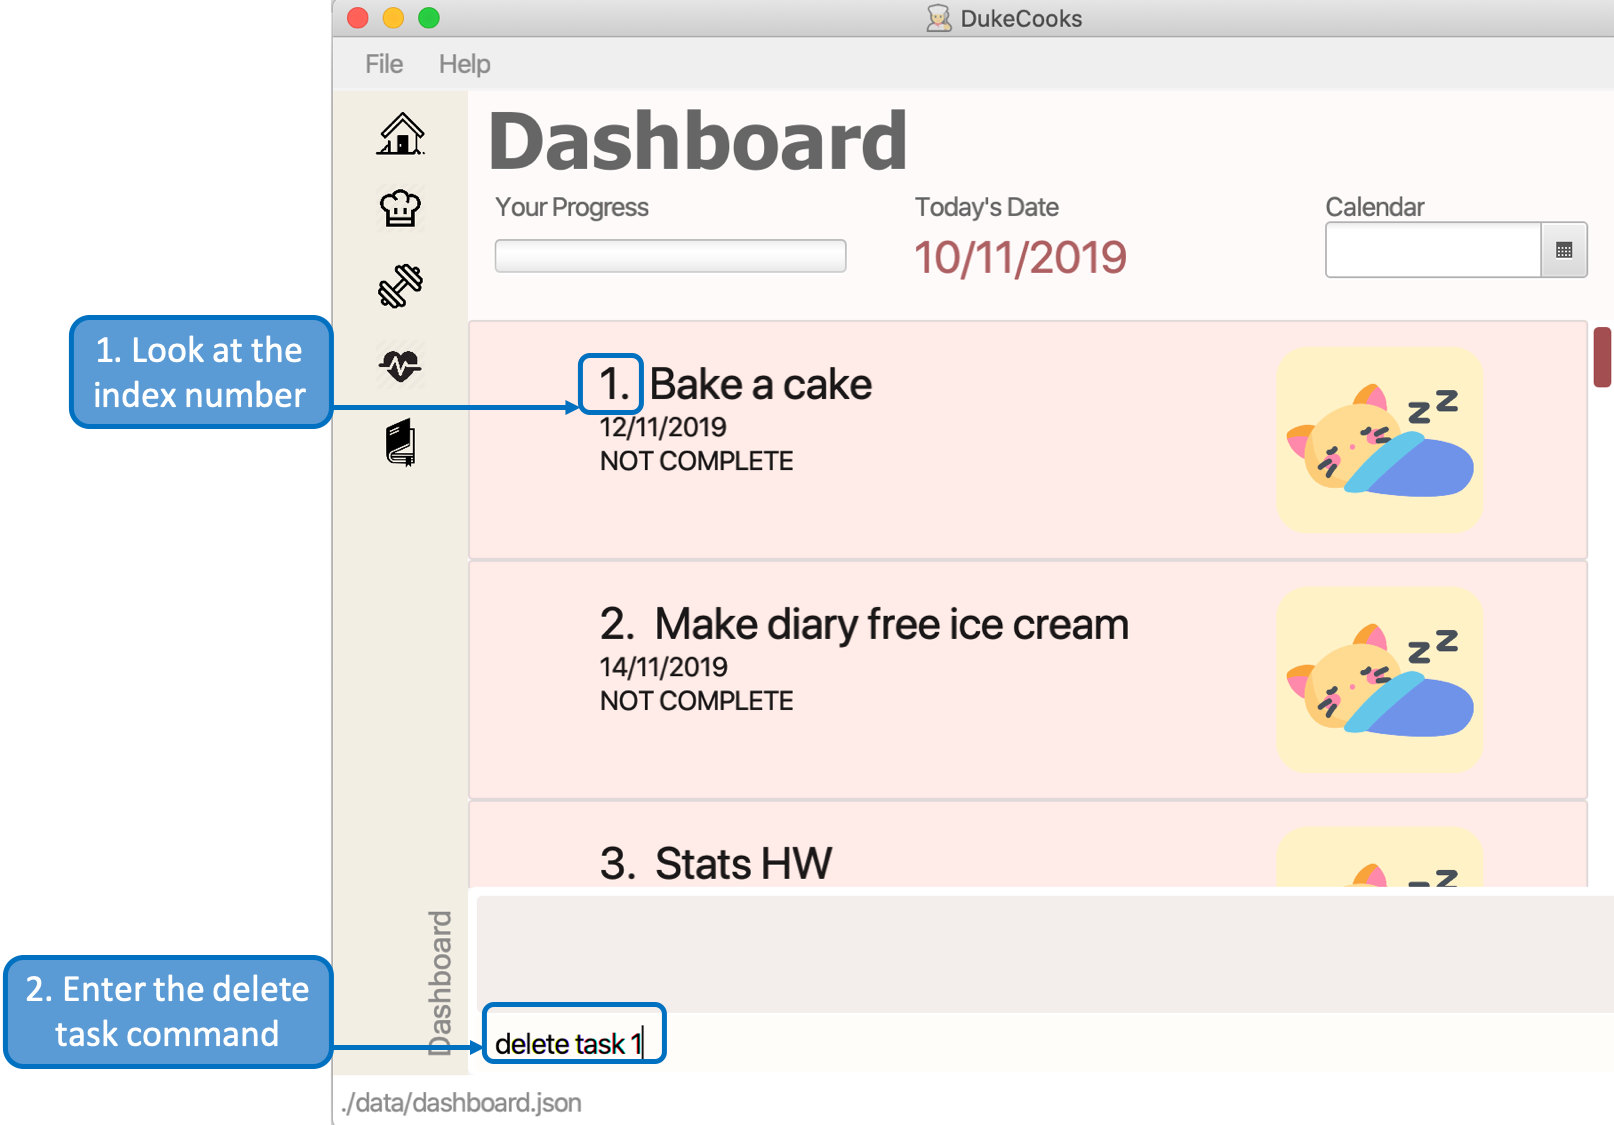 DukeCooks
File Help
Dashboard
Your Progress
Today's Date
10/11/2019
Calendar
1. Look at the
index number
1. Bake a cake
12/11/2019
NOT COMPLETE
z z
2. Make diary free ice cream
14/11/2019
NOT COMPLETE
z z
3. Stats HW
z z
Dashboard
2. Enter the delete
task command
delete task 1
./data/dashboard.json